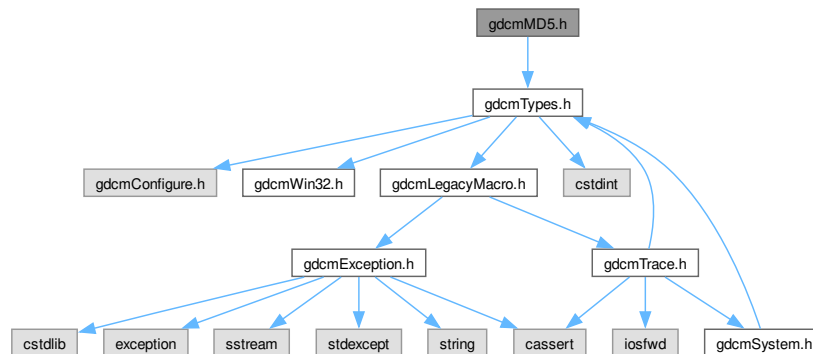 gdcmMD5.h
gdcmTypes.h
gdcmConfigure.h
gdcmWin32.h
gdcmLegacyMacro.h
cstdint
gdcmException.h
gdcmTrace.h
cstdlib
exception
sstream
stdexcept
string
cassert
iosfwd
gdcmSystem.h